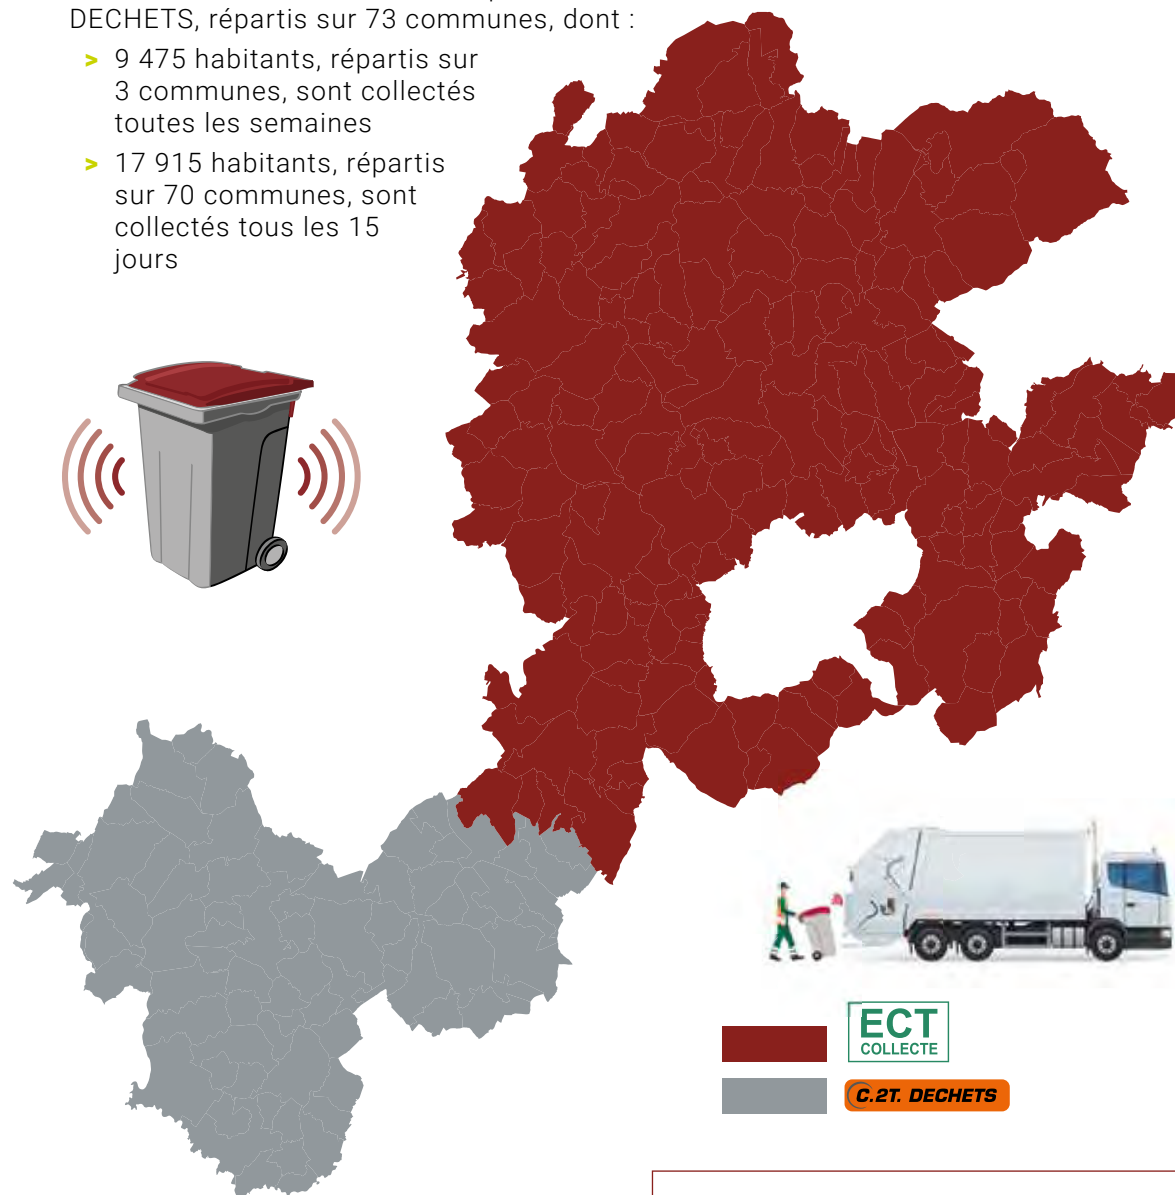 DECHETS, répartis sur 73 communes, dont :
> 9 475 habitants, répartis sur
3 communes, sont collectés
toutes les semaines
> 17 915 habitants, répartis
sur 70 communes, sont
collectés tous les 15
jours
ECT
COLLECTE
C.2T. DECHETS